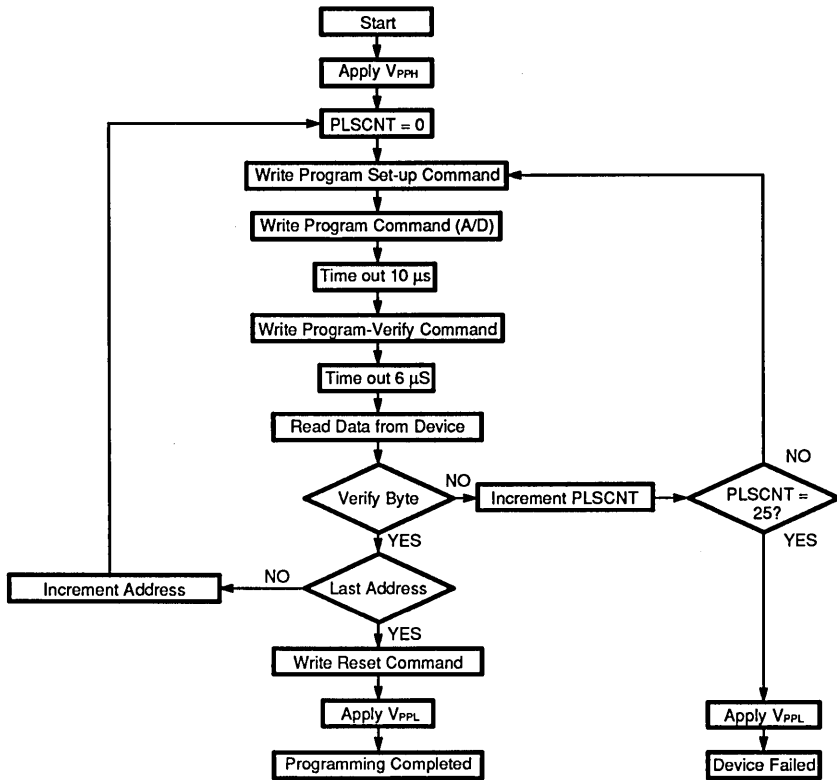 Start
Apply VPPH
PLSCNT = 0
Write Program Set-up Command
Write Program Command (A/D)
Time out 10 µs
Write Program-Verify Command
Time out 6 µS
Read Data from Device
Verify Byte
NO
Increment PLSCNT
PLSCNT =
25?
NO
YES
YES
Last Address
NO
Increment Address
YES
Write Reset Command
Apply VPPL
Programming Completed
Apply VPPL
Device Failed